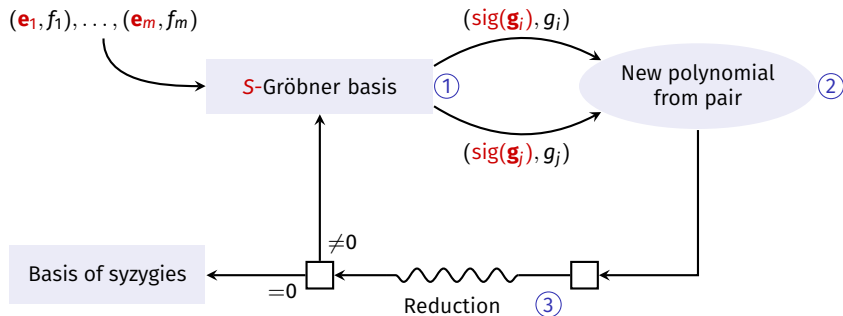 (e₁, f₁), …, (eₘ, fₘ)
(sig(gᵢ), gᵢ)
S-Gröbner basis
①
New polynomial
from pair
②
(sig(gⱼ), gⱼ)
≠0
Basis of syzygies
=0
Reduction
③